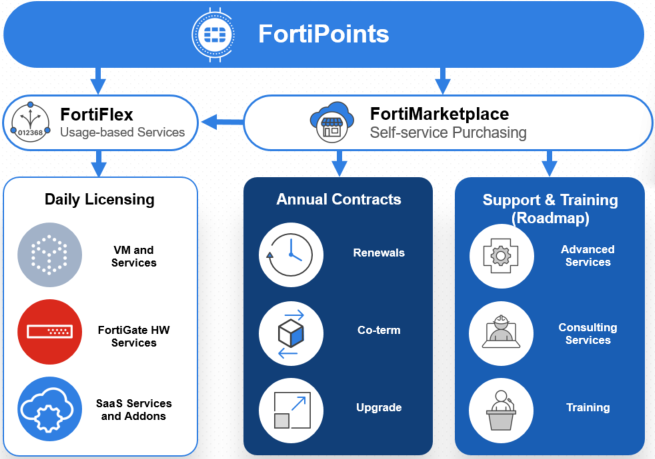 FortiPoints
FortiFlex
Usage-based Services
012368
FortiMarketplace
Self-service Purchasing
Daily Licensing
VM and
Services
FortiGate HW
Services
SaaS Services
and Addons
Annual Contracts
Renewals
Co-term
Upgrade
Support & Training
(Roadmap)
Advanced
Services
Consulting
Services
Training